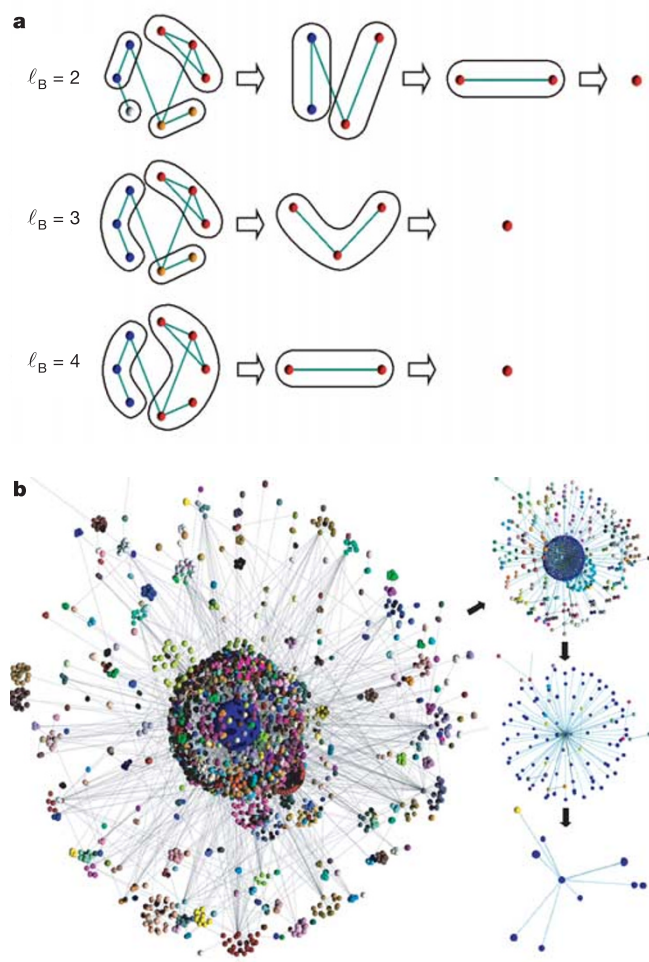 a
ℓB = 2
ℓB = 3
ℓB = 4
b